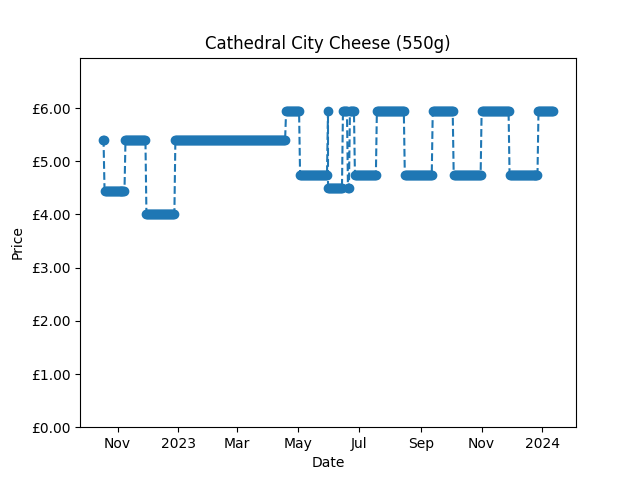 Cathedral City Cheese (550g)
£6.00
£5.00
£4.00
£3.00
£2.00
£1.00
£0.00
Price
Nov 2023 Mar May Jul Sep Nov 2024
Date